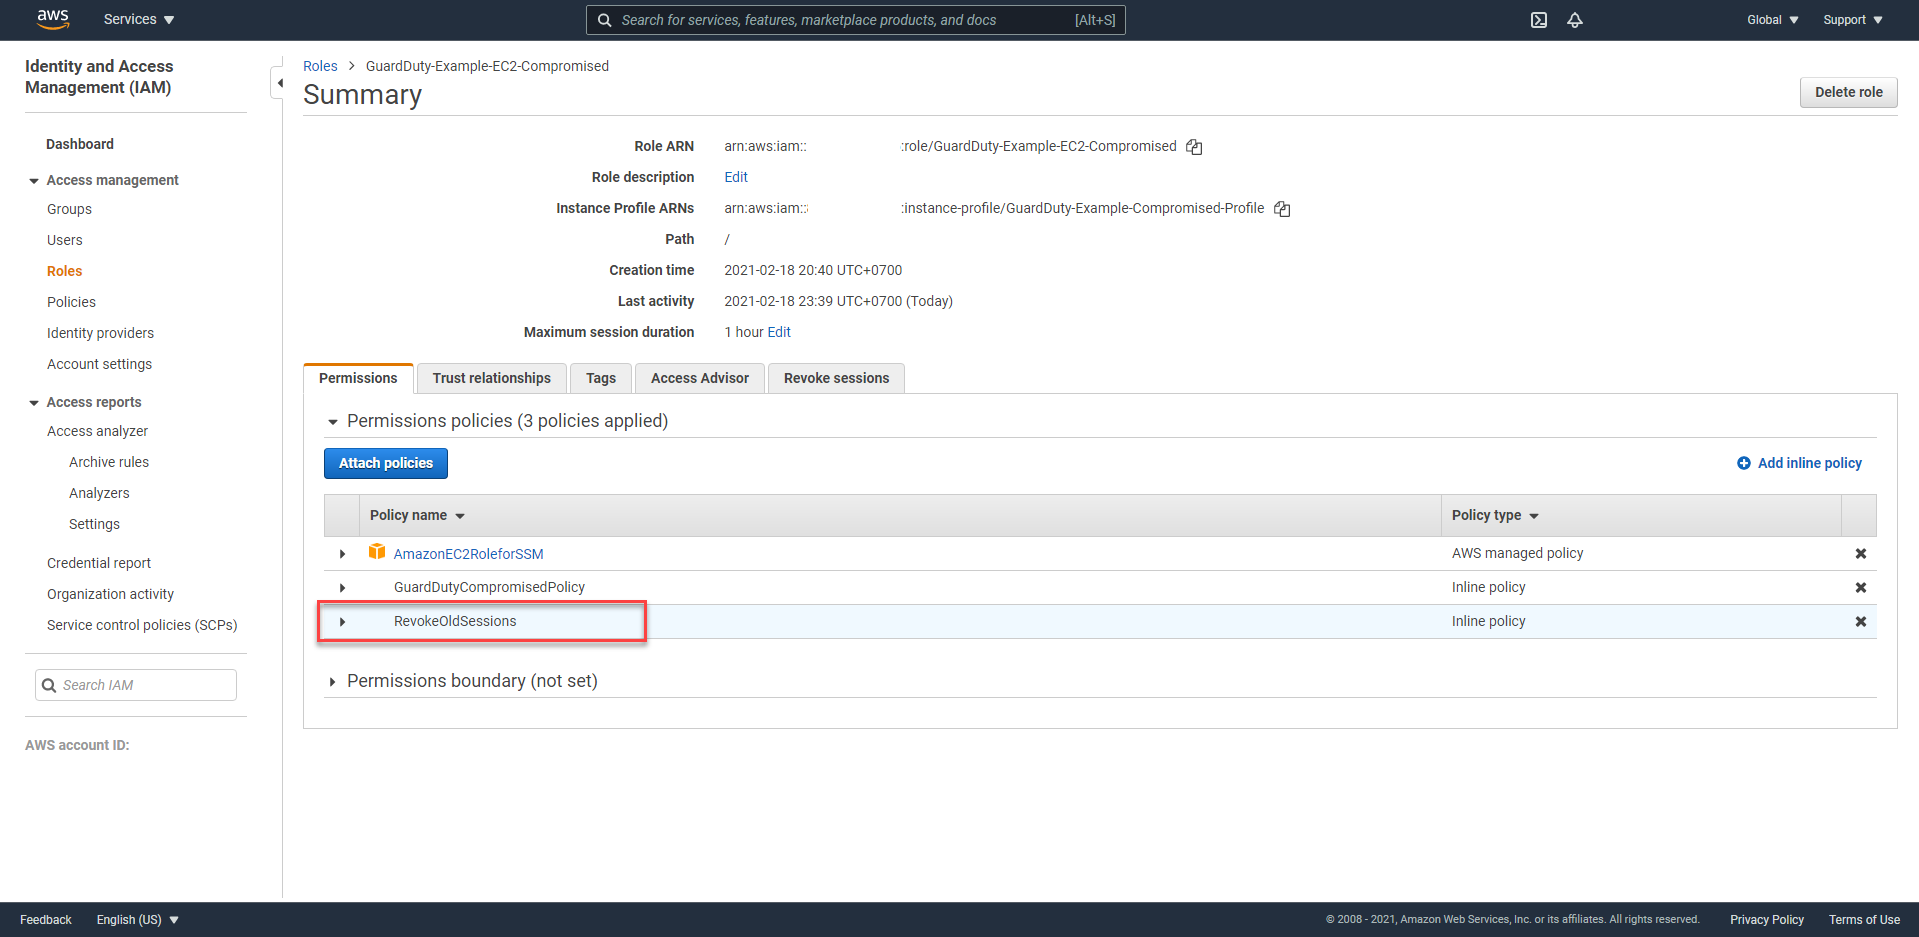 aws Services Search for services, features, marketplace products, and docs [Alt+S] Global Support
Identity and Access
Management (IAM)
Dashboard
Access management
Groups
Users
Roles
Policies
Identity providers
Account settings
Access reports
Access analyzer
Archive rules
Analyzers
Settings
Credential report
Organization activity
Service control policies (SCPs)
Search IAM
AWS account ID:
Roles > GuardDuty-Example-EC2-Compromised
Summary
Delete role
Role ARN arn:aws:iam:: :role/GuardDuty-Example-EC2-Compromised
Role description Edit
Instance Profile ARNs arn:aws:iam:: :instance-profile/GuardDuty-Example-Compromised-Profile
Path /
Creation time 2021-02-18 20:40 UTC+0700
Last activity 2021-02-18 23:39 UTC+0700 (Today)
Maximum session duration 1 hour Edit
Permissions Trust relationships Tags Access Advisor Revoke sessions
Permissions policies (3 policies applied)
Attach policies Add inline policy
Policy name Policy type
AmazonEC2RoleforSSM AWS managed policy
GuardDutyCompromisedPolicy Inline policy
RevokeOldSessions Inline policy
Permissions boundary (not set)
Feedback English (US) © 2008 - 2021, Amazon Web Services, Inc. or its affiliates. All rights reserved. Privacy Policy Terms of Use